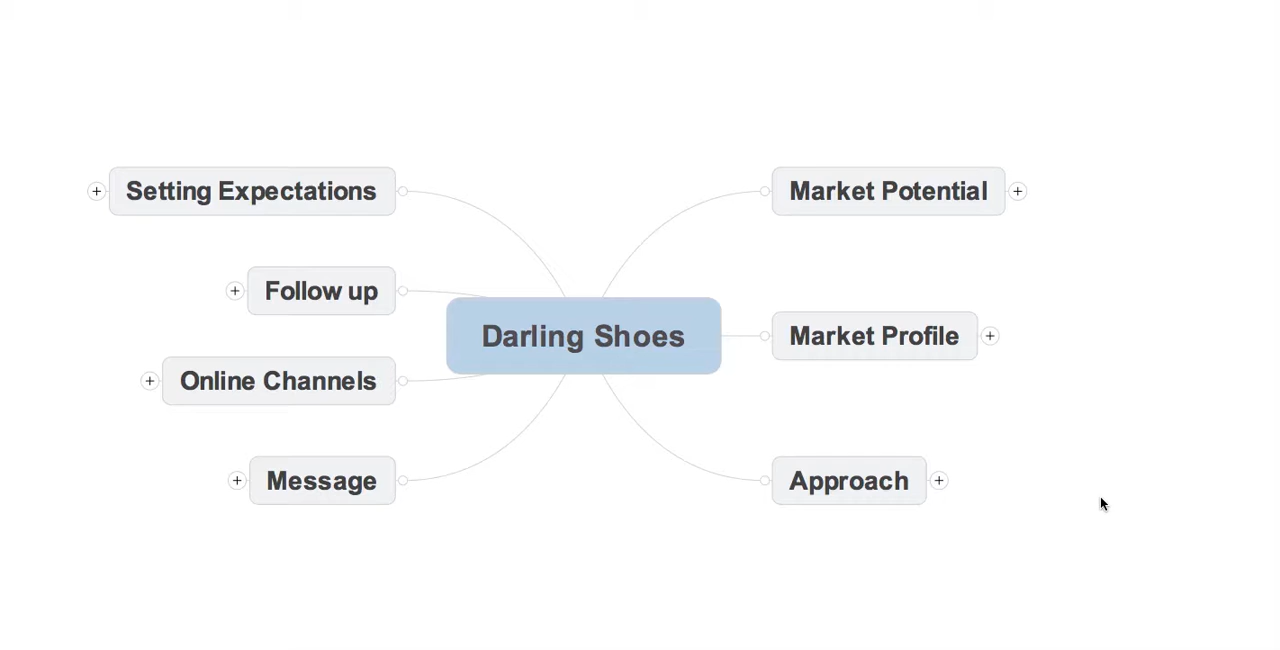 Setting Expectations
Market Potential
Follow up
Darling Shoes
Market Profile
Online Channels
Message
Approach